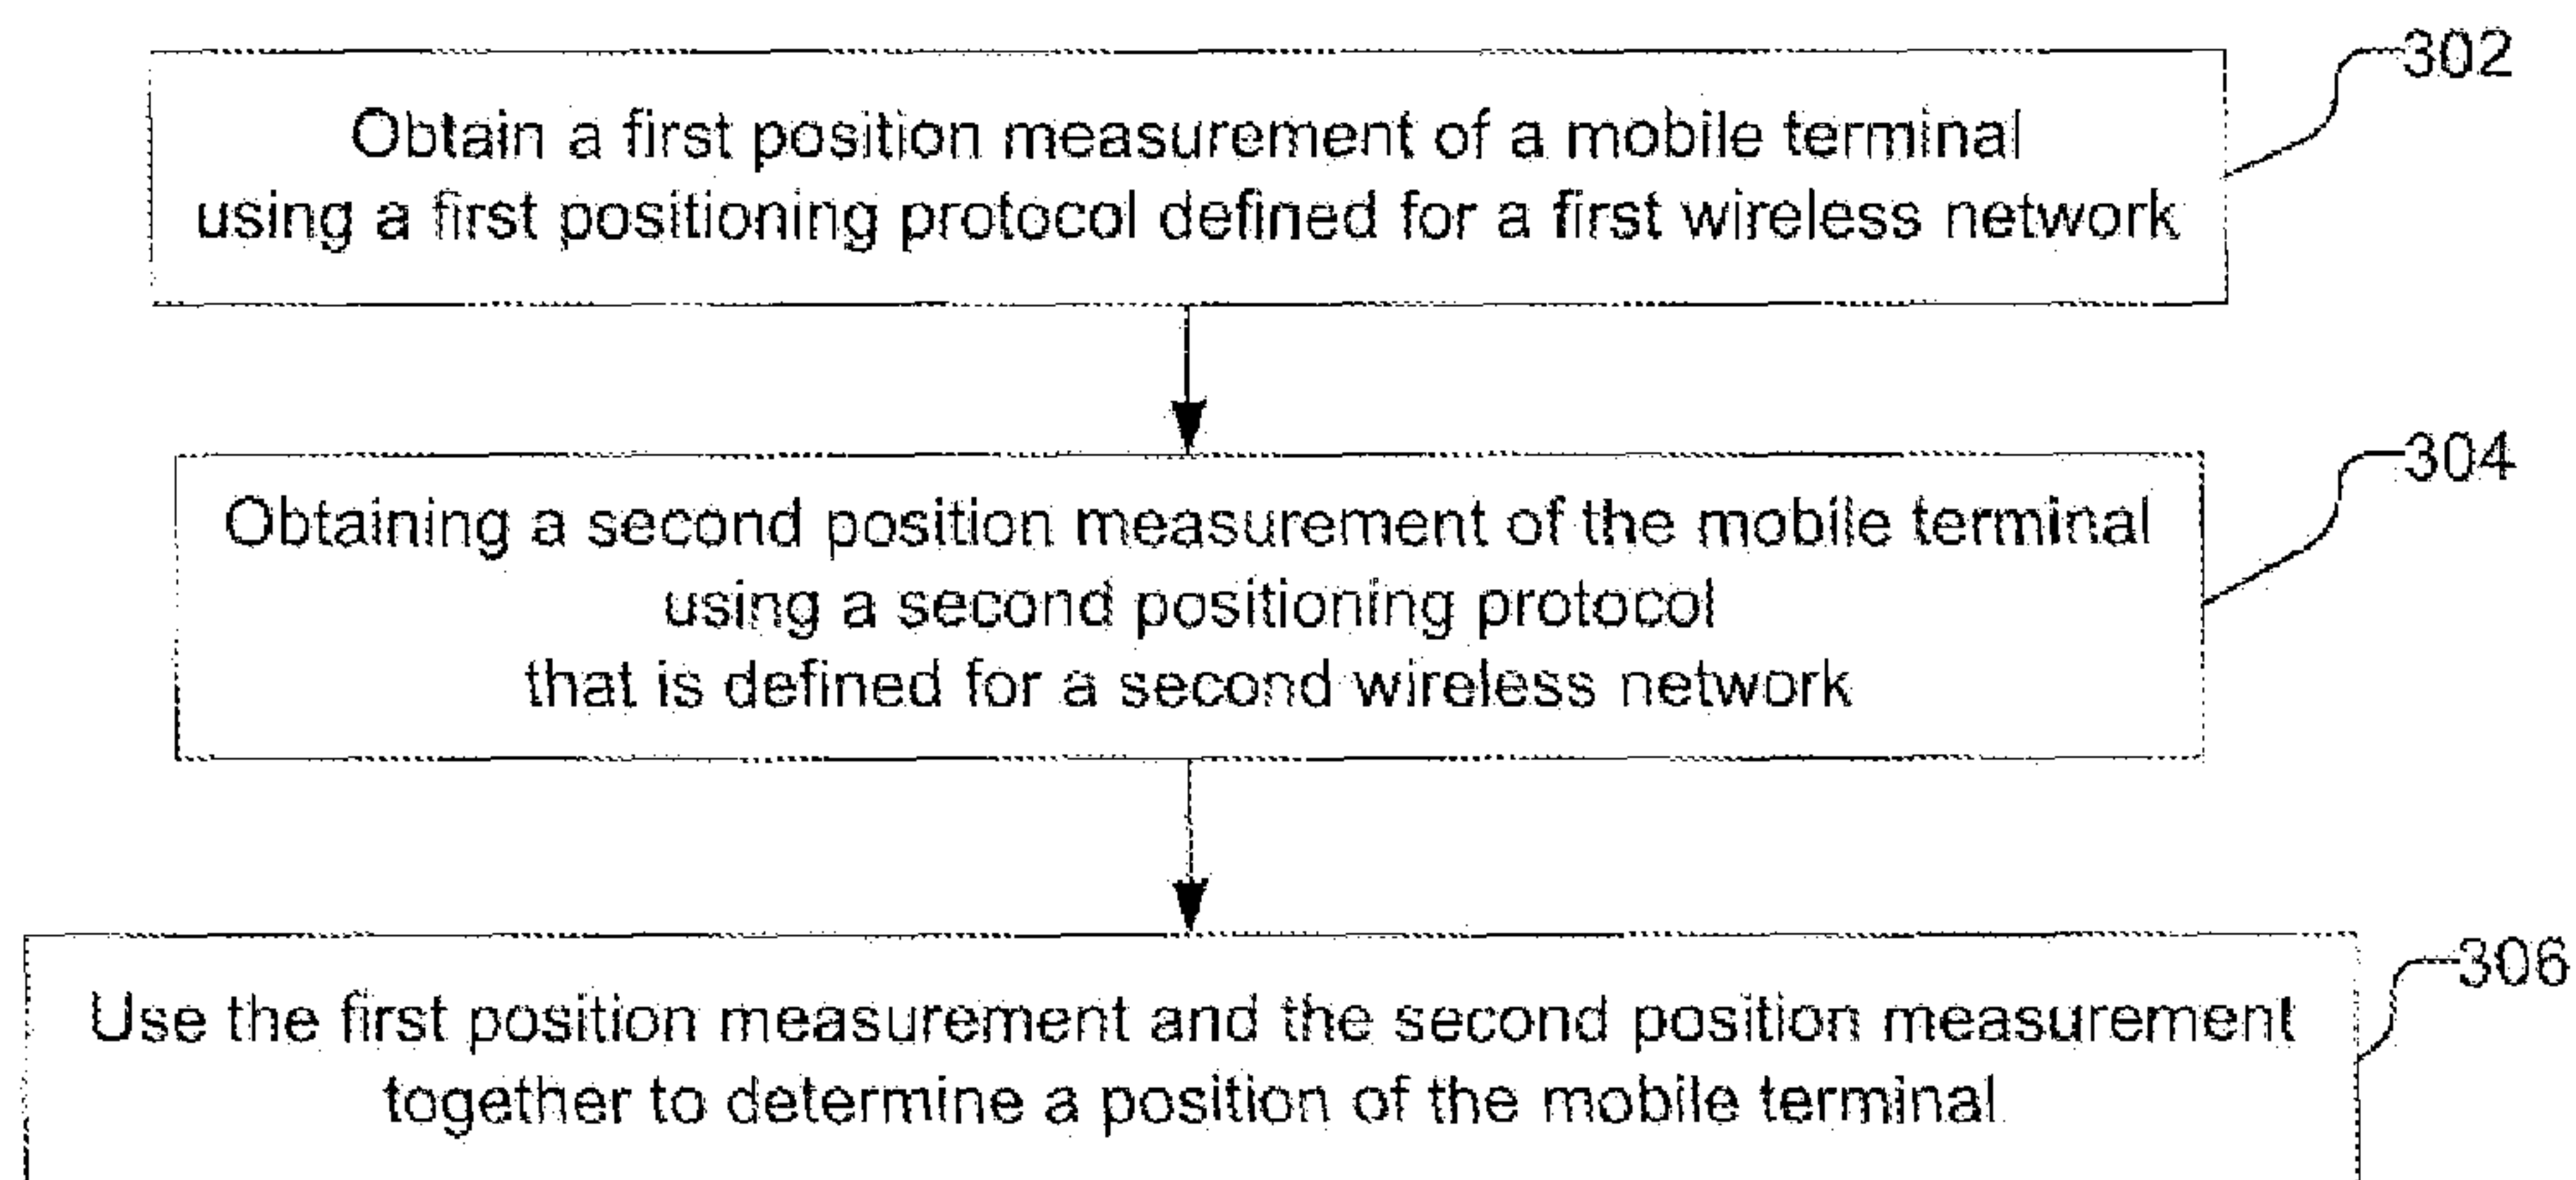 302
Obtain a first position measurement of a mobile terminal
using a first positioning protocol defined for a first wireless network
304
Obtaining a second position measurement of the mobile terminal
using a second positioning protocol
that is defined for a second wireless network
306
Use the first position measurement and the second position measurement
together to determine a position of the mobile terminal